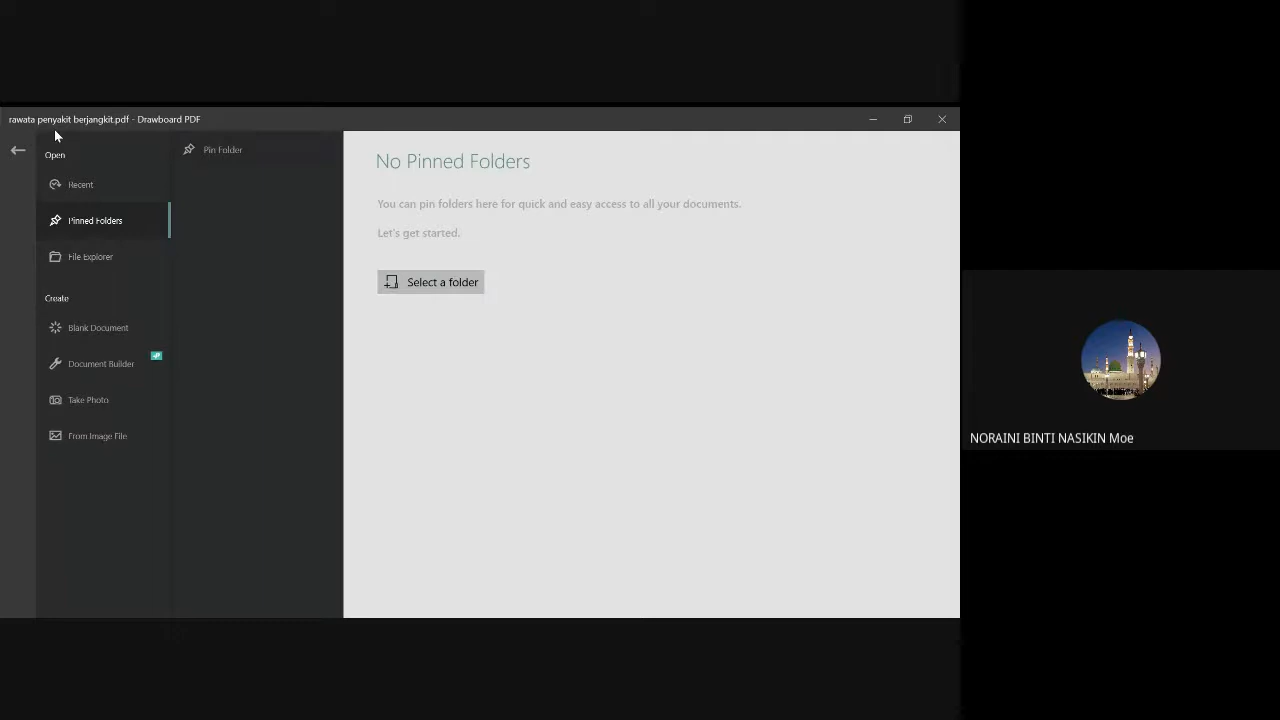 rawata penyakit berjangkit.pdf - Drawboard PDF
Open
Recent
Pinned Folders
File Explorer
Create
Blank Document
Document Builder
Take Photo
From Image File
Pin Folder
No Pinned Folders
You can pin folders here for quick and easy access to all your documents.
Let's get started.
Select a folder
NORAINI BINTI NASIKIN Moe